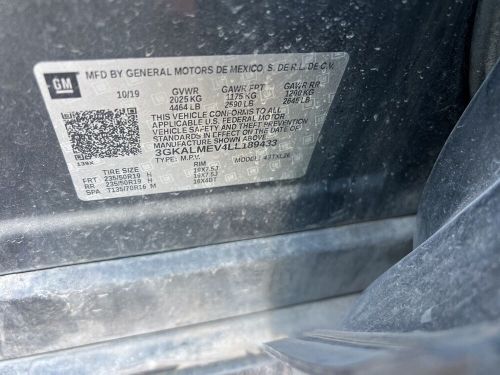 GM MFD BY GENERAL MOTORS DE MEXICO, S. DE R.L. DE C.V.
10/19 GVWR GAWR FRT GAWR RR
2025 KG 1175 KG 1200 KG
4464 LB 2590 LB 2646 LB
THIS VEHICLE CONFORMS TO ALL
APPLICABLE U.S. FEDERAL MOTOR
VEHICLE SAFETY AND THEFT PREVENTION
STANDARDS IN EFFECT ON THE DATE OF
MANUFACTURE SHOWN ABOVE.
3GKALMEV4LL189433
TYPE: M.P.V. MODEL:
TIRE SIZE RIM
FRT 235/50R19 H 19X7.5J
RR 235/50R19 H 19X7.5J
SPA T135/70R16 M 16X4BT